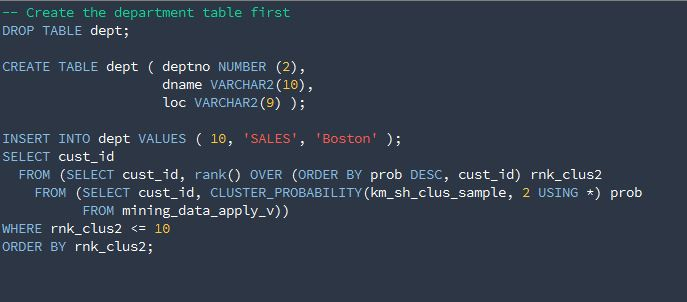 -- Create the department table first
DROP TABLE dept;
CREATE TABLE dept ( deptno NUMBER (2),
dname VARCHAR2(10),
loc VARCHAR2(9) );
INSERT INTO dept VALUES ( 10, 'SALES', 'Boston' );
SELECT cust_id
FROM (SELECT cust_id, rank() OVER (ORDER BY prob DESC, cust_id) rnk_clus2
FROM (SELECT cust_id, CLUSTER_PROBABILITY(km_sh_clus_sample, 2 USING *) prob
FROM mining_data_apply_v))
WHERE rnk_clus2 <= 10
ORDER BY rnk_clus2;